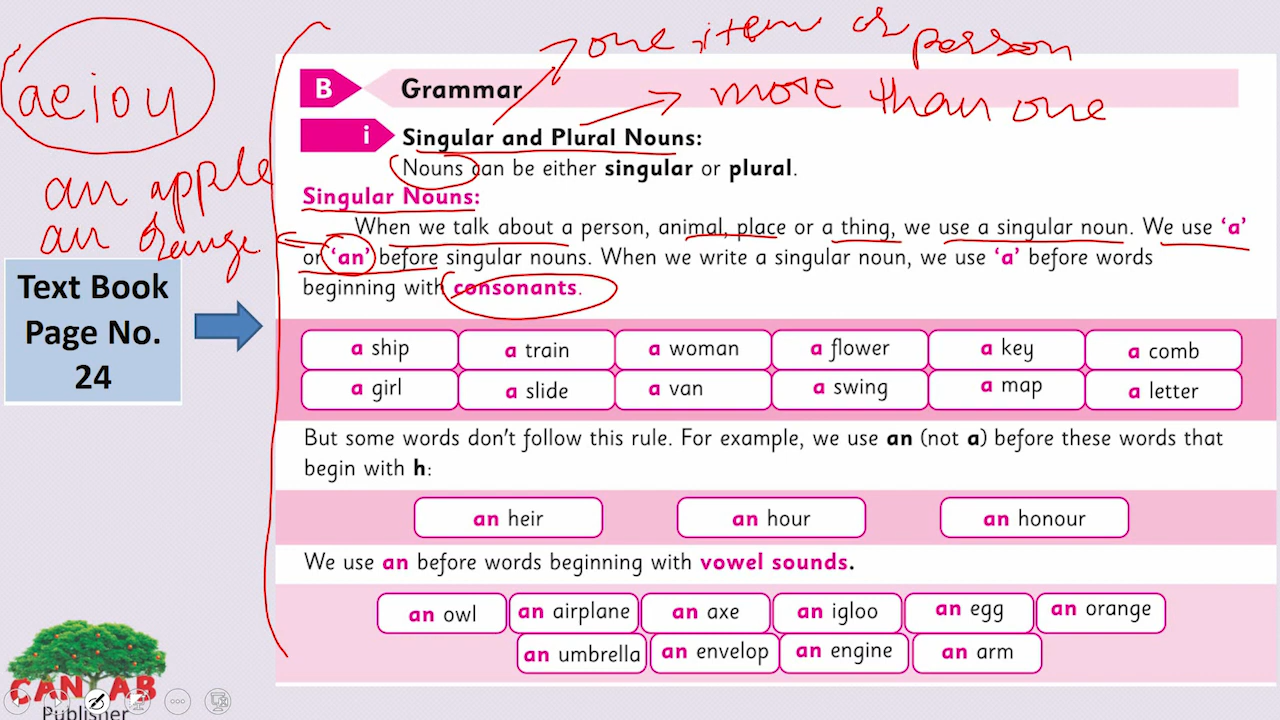 one item or person
more than one
aeiou
an apple
an orange
B Grammar
i Singular and Plural Nouns:
Nouns can be either singular or plural.
Singular Nouns:
When we talk about a person, animal, place or a thing, we use a singular noun. We use ‘a’
or ‘an’ before singular nouns. When we write a singular noun, we use ‘a’ before words
beginning with consonants.
Text Book
Page No.
24
a ship a train a woman a flower a key a comb
a girl a slide a van a swing a map a letter
But some words don’t follow this rule. For example, we use an (not a) before these words that
begin with h:
an heir an hour an honour
We use an before words beginning with vowel sounds.
an owl an airplane an axe an igloo an egg an orange
an umbrella an envelop an engine an arm
Publisher